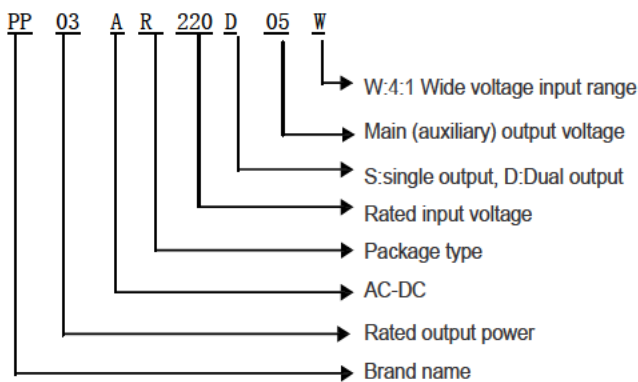 PP 03 A R 220 D 05 W
W:4:1 Wide voltage input range
Main (auxiliary) output voltage
S:single output, D:Dual output
Rated input voltage
Package type
AC-DC
Rated output power
Brand name